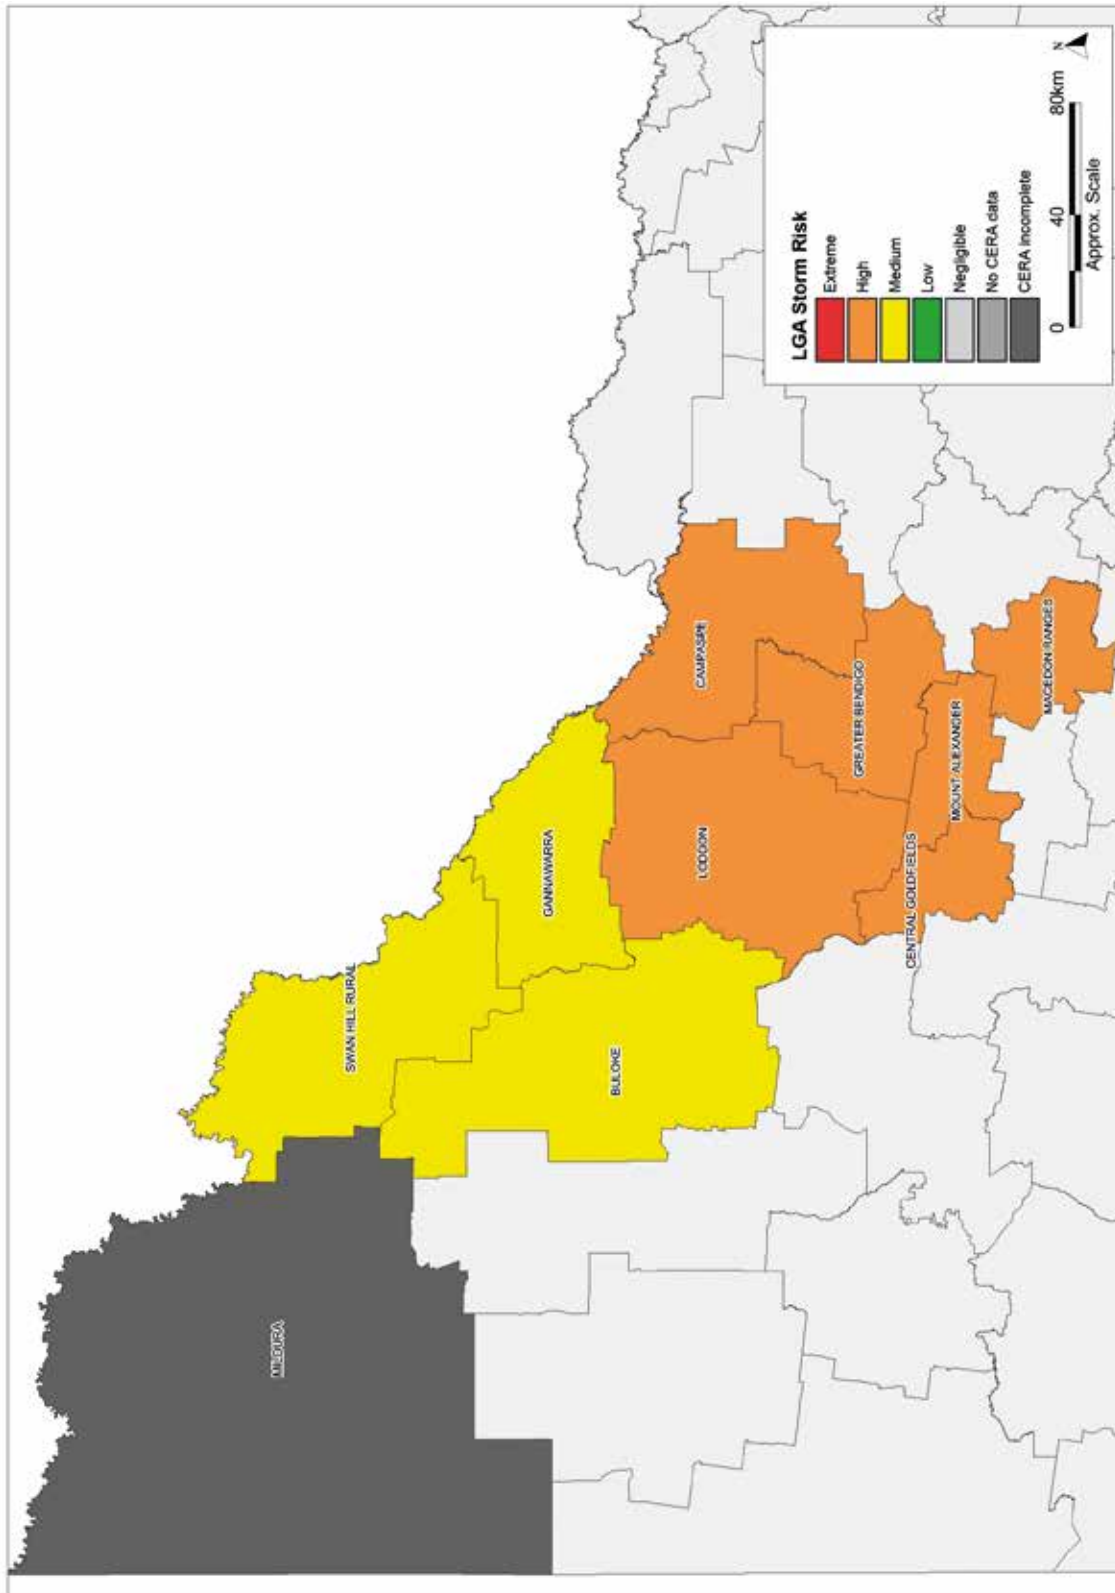 MILDURA
SWAN HILL RURAL
BULOKE
GANNAWARRA
LODDON
CAMPASPE
GREATER BENDIGO
CENTRAL GOLDFIELDS
MOUNT ALEXANDER
MACEDON RANGES
LGA Storm Risk
Extreme
High
Medium
Low
Negligible
No CERA data
CERA Incomplete
0 40 80km
Approx. Scale
N